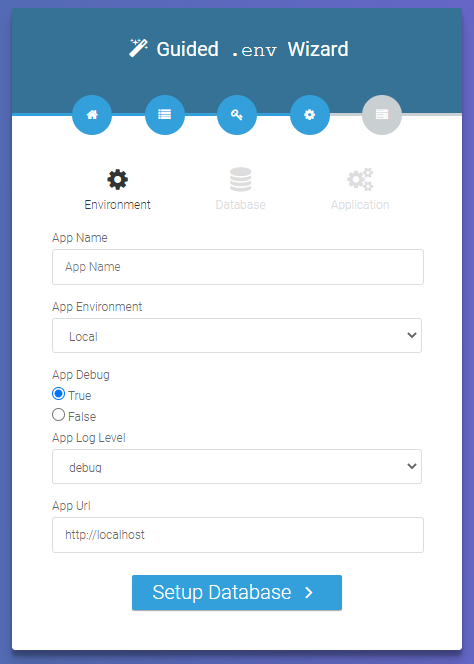 Guided .env Wizard
Environment Database Application
App Name
App Name
App Environment
Local
App Debug
True
False
App Log Level
debug
App Url
http://localhost
Setup Database